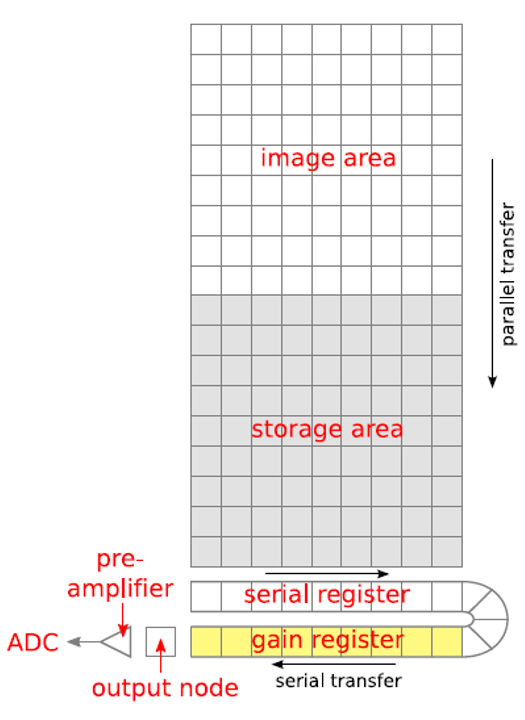 image area
parallel transfer
storage area
pre-
amplifier
serial register
ADC
gain register
output node
serial transfer